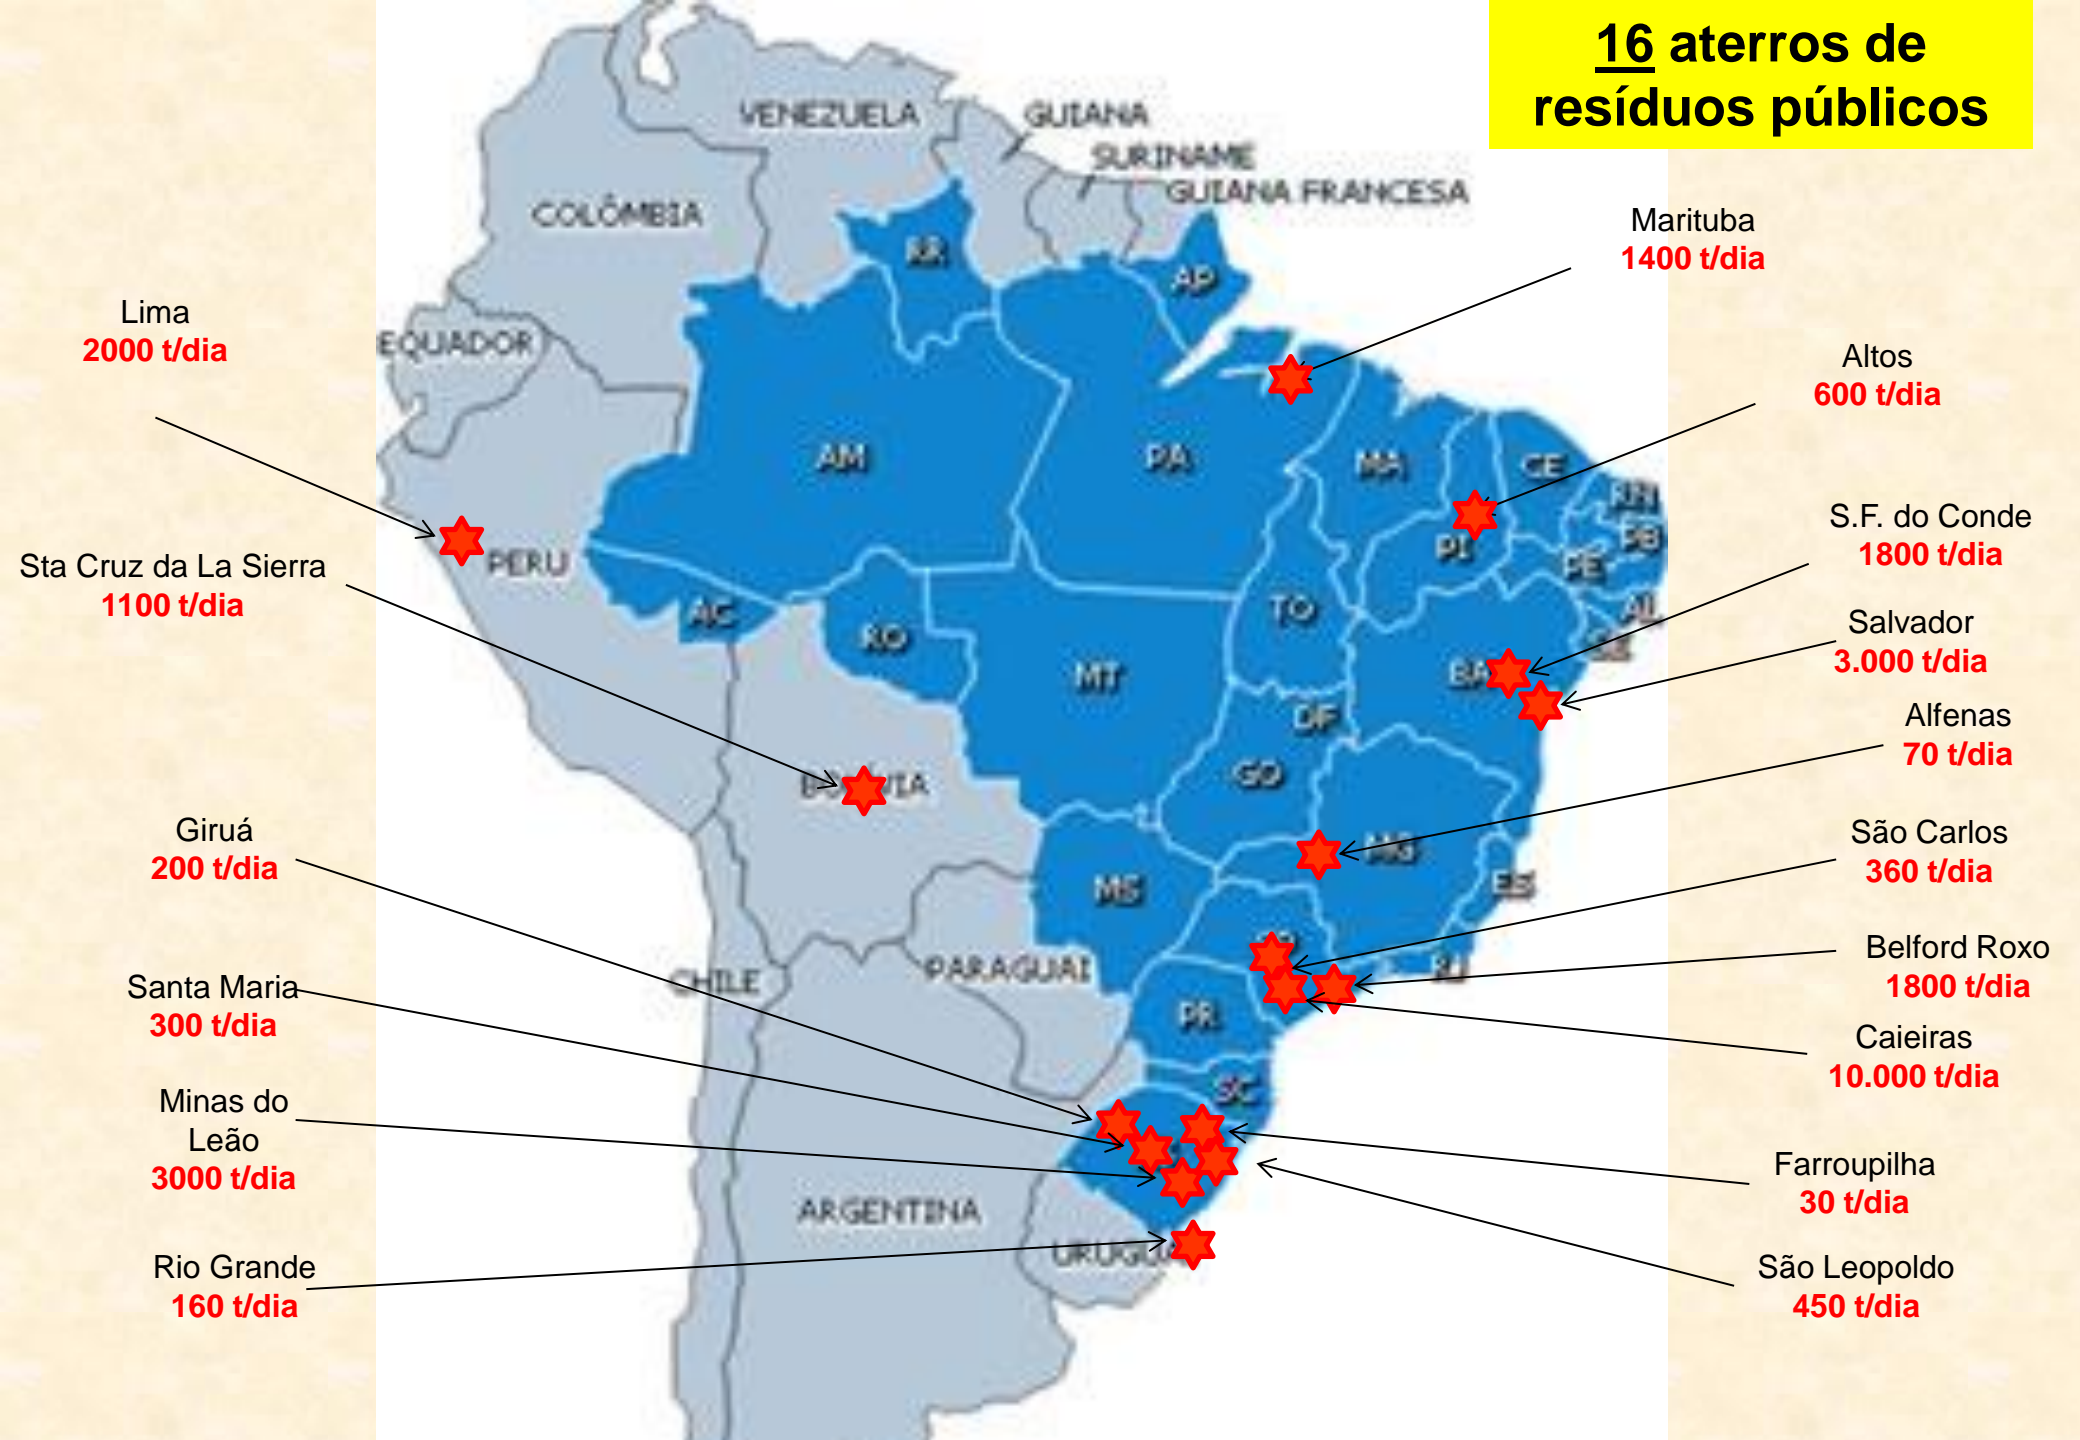 16 aterros de
resíduos públicos
VENEZUELA
GUIANA
SURINAME
GUIANA FRANCESA
COLÔMBIA
EQUADOR
PERU
CHILE
PARAGUAI
ARGENTINA
RR
AP
AM
PA
MA
CE
RN
PB
PE
PI
AL
SE
AC
RO
TO
MT
BA
DF
GO
MG
ES
MS
RJ
PR
SC
Lima
2000 t/dia
Sta Cruz da La Sierra
1100 t/dia
Giruá
200 t/dia
Santa Maria
300 t/dia
Minas do
Leão
3000 t/dia
Rio Grande
160 t/dia
Marituba
1400 t/dia
Altos
600 t/dia
S.F. do Conde
1800 t/dia
Salvador
3.000 t/dia
Alfenas
70 t/dia
São Carlos
360 t/dia
Belford Roxo
1800 t/dia
Caieiras
10.000 t/dia
Farroupilha
30 t/dia
São Leopoldo
450 t/dia